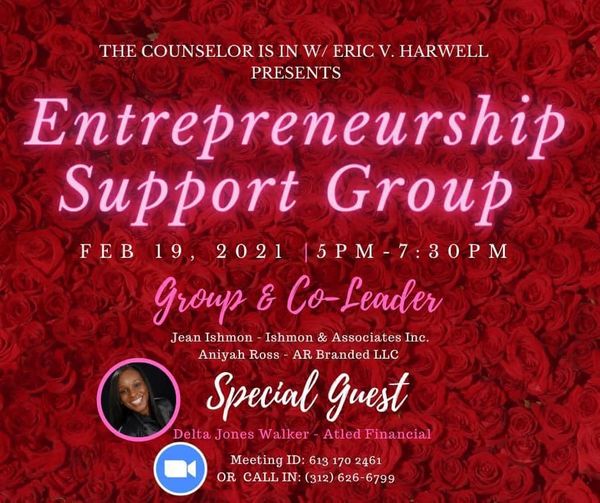 THE COUNSELOR IS IN W/ ERIC V. HARWELL
PRESENTS
Entrepreneurship
Support Group
FEB 19, 2021 |5PM-7:30PM
Group & Co-Leader
Jean Ishmon - Ishmon & Associates Inc.
Aniyah Ross - AR Branded LLC
Special Guest
Delta Jones Walker - Atled Financial
Meeting ID: 613 170 2461
OR CALL IN: (312) 626-6799